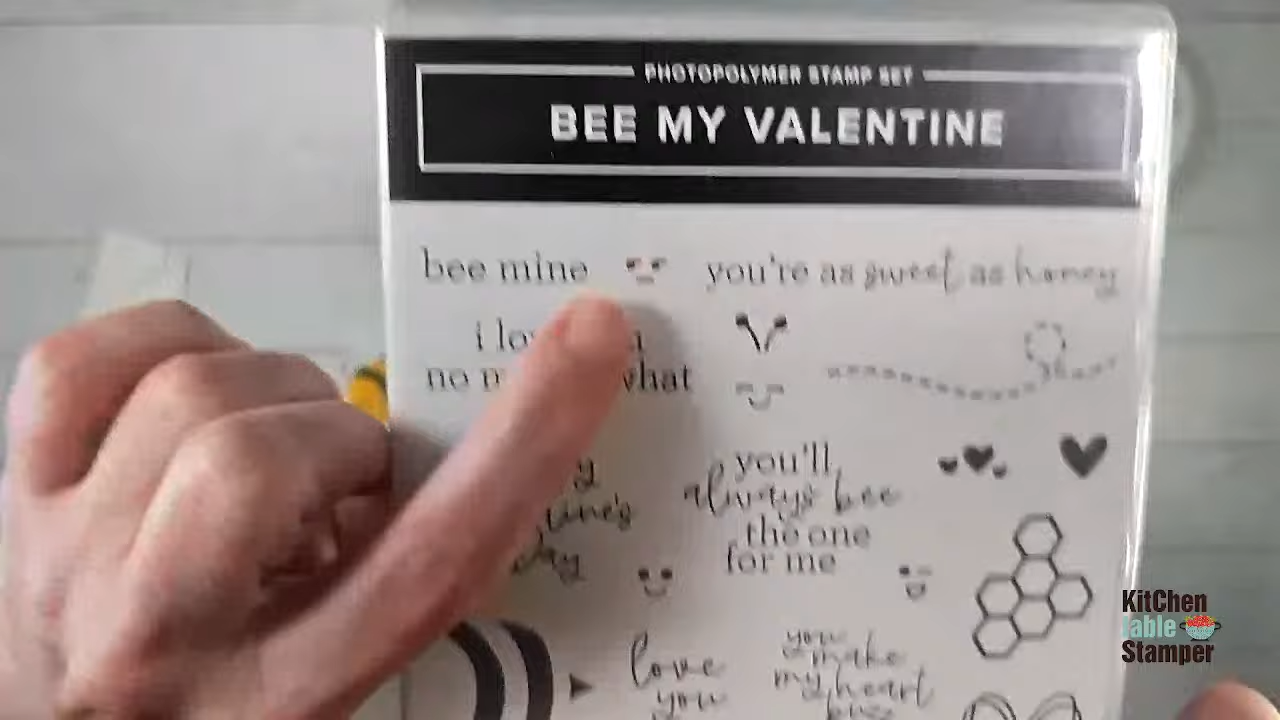 PHOTOPOLYMER STAMP SET
BEE MY VALENTINE
bee mine
you're as sweet as honey
i
no
what
you'll
always bee
the one
for me
love
you
you
make
my heart
buzz
KitChen
Table
Stamper